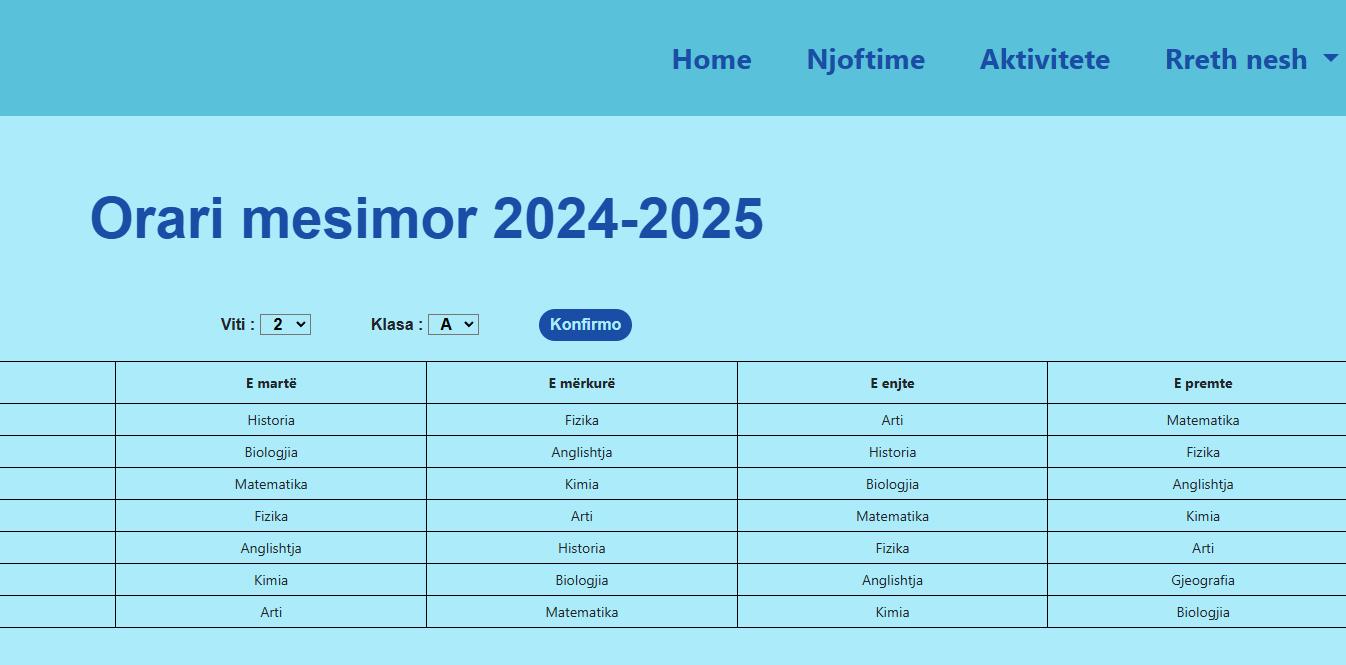 Home Njoftime Aktivitete Rreth nesh
Orari mesimor 2024-2025
Viti : 2 Klasa : A Konfirmo
E martë E mërkurë E enjte E premte
Historia Fizika Arti Matematika
Biologjia Anglishtja Historia Fizika
Matematika Kimia Biologjia Anglishtja
Fizika Arti Matematika Kimia
Anglishtja Historia Fizika Arti
Kimia Biologjia Anglishtja Gjeografia
Arti Matematika Kimia Biologjia